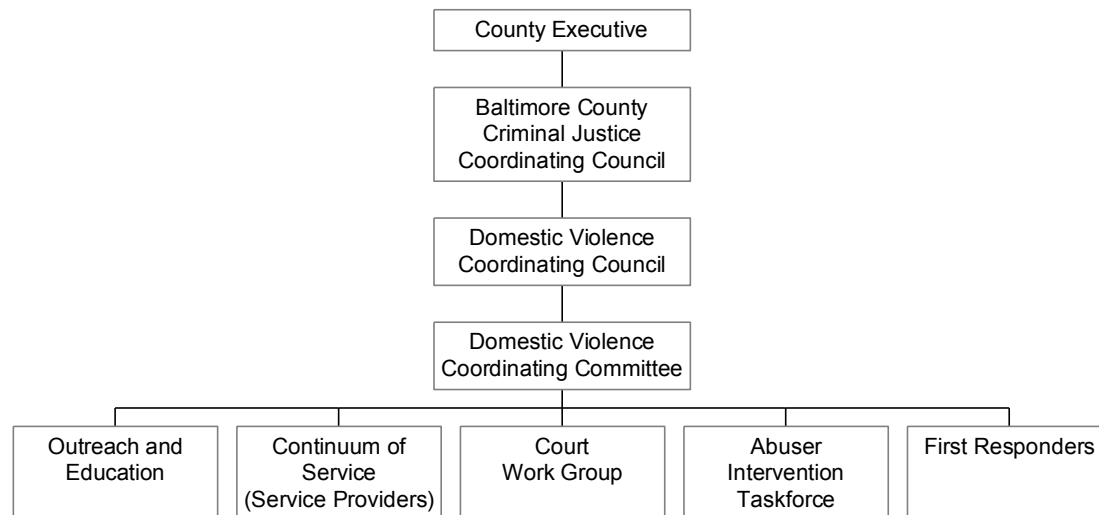 County Executive
Baltimore County
Criminal Justice
Coordinating Council
Domestic Violence
Coordinating Council
Domestic Violence
Coordinating Committee
Outreach and
Education
Continuum of
Service
(Service Providers)
Court
Work Group
Abuser
Intervention
Taskforce
First Responders